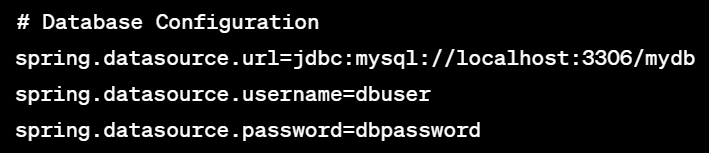 # Database Configuration
spring.datasource.url=jdbc:mysql://localhost:3306/mydb
spring.datasource.username=dbuser
spring.datasource.password=dbpassword